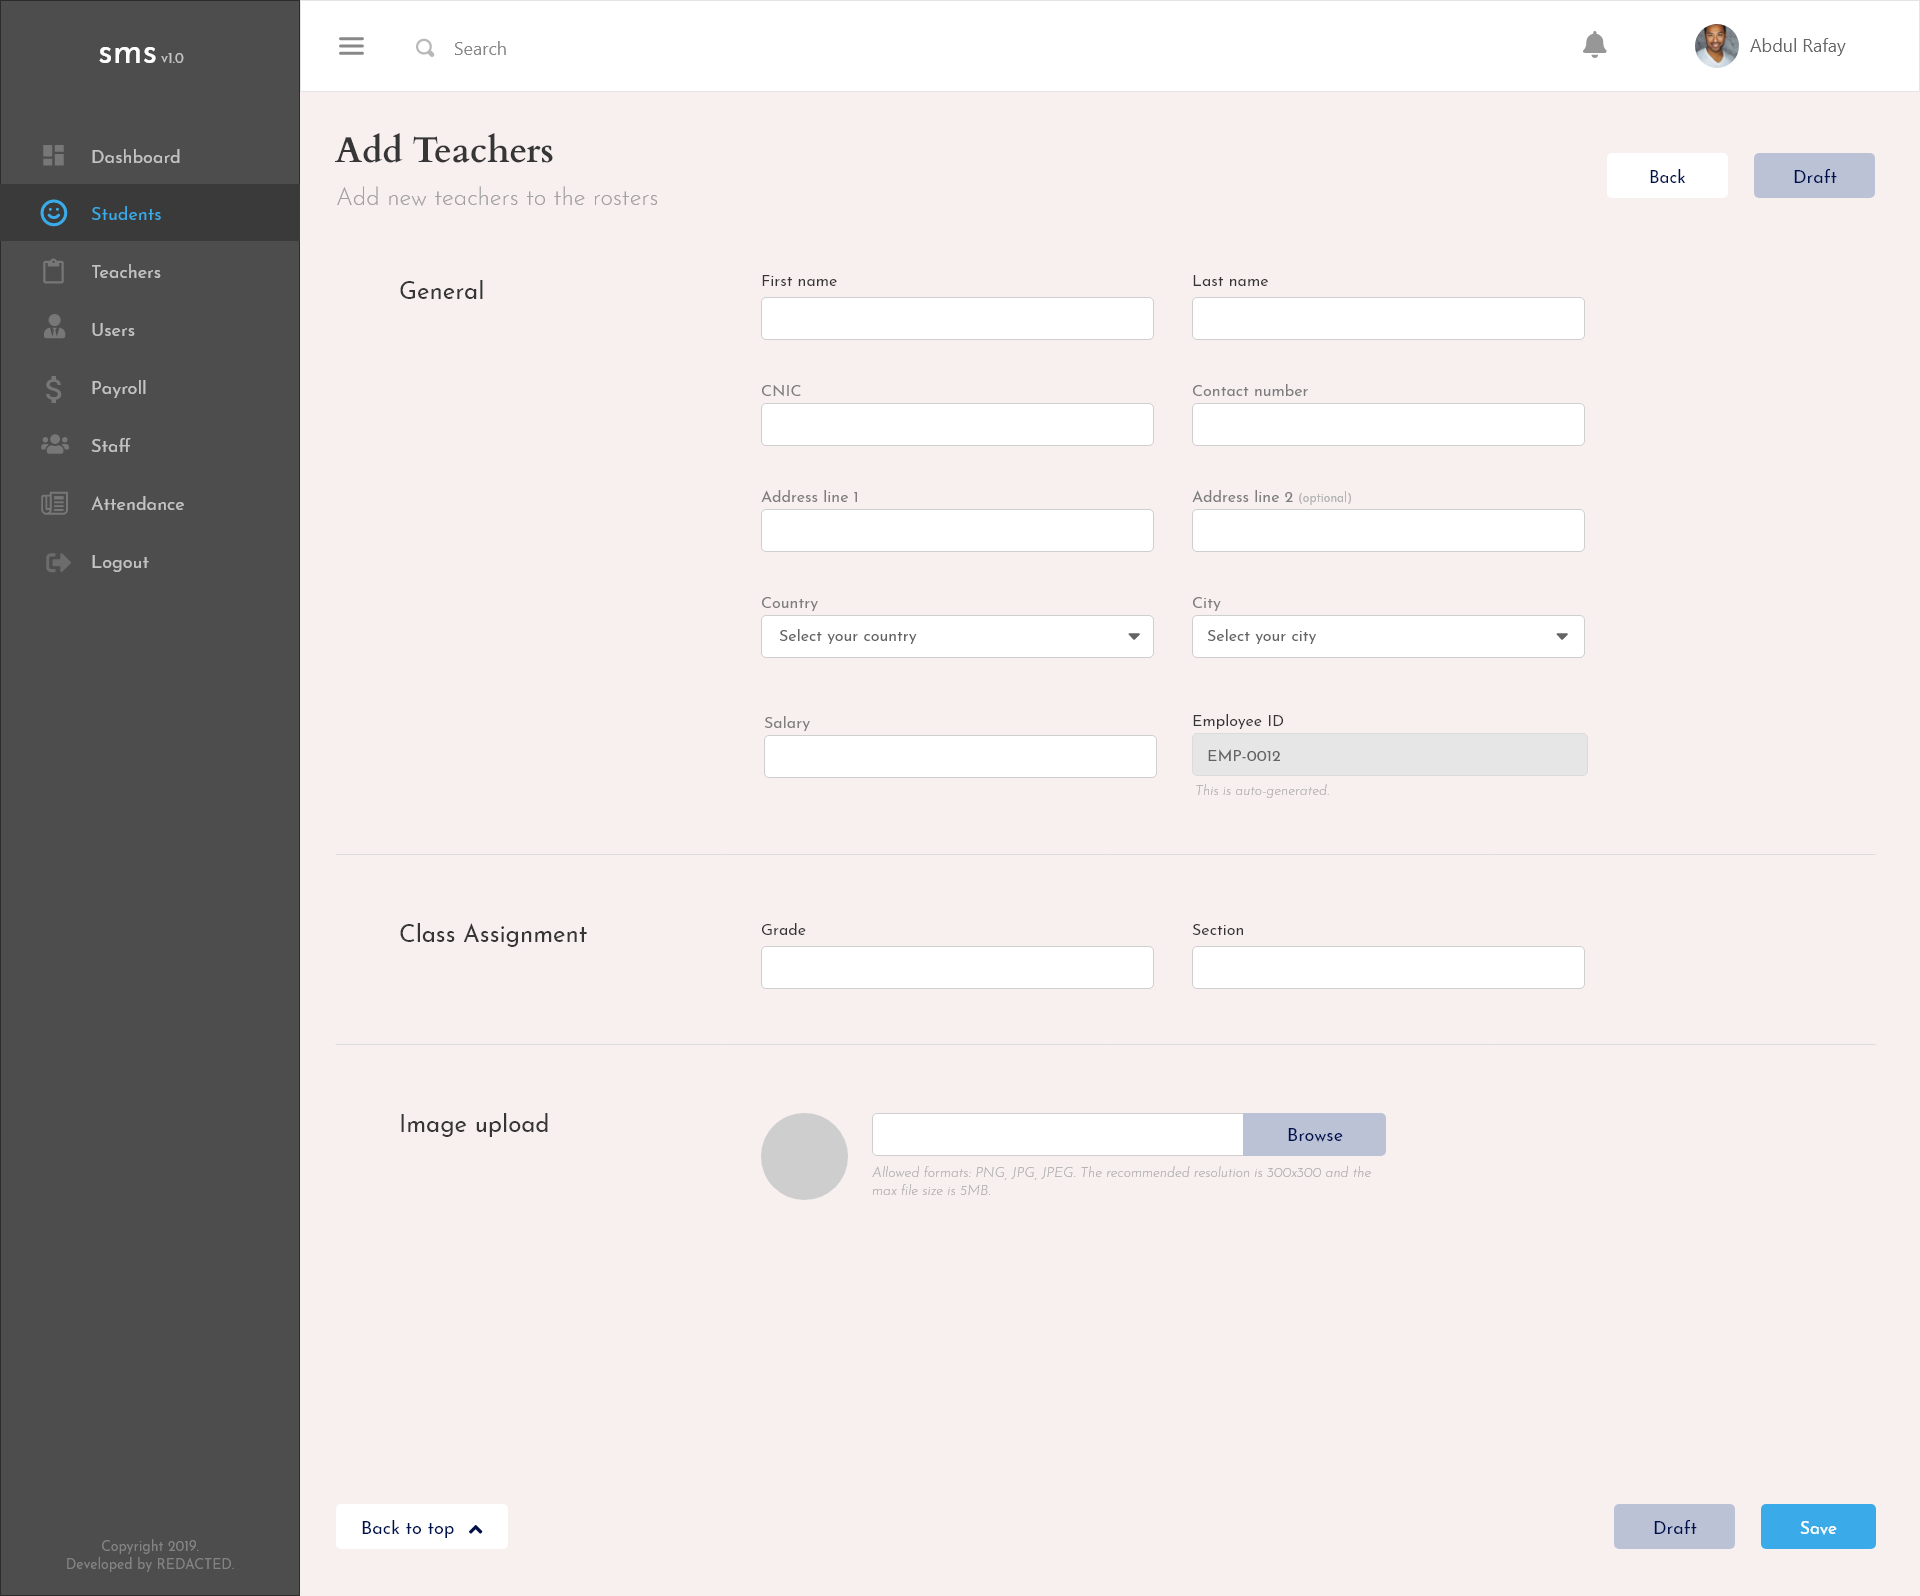 sms v1.0
Search
Abdul Rafay
Dashboard
Students
Teachers
Users
Payroll
Staff
Attendance
Logout
Copyright 2019.
Developed by REDACTED.
Add Teachers
Add new teachers to the rosters
Back
Draft
General
First name
Last name
CNIC
Contact number
Address line 1
Address line 2 (optional)
Country
City
Select your country
Select your city
Salary
Employee ID
EMP-0012
This is auto-generated.
Class Assignment
Grade
Section
Image upload
Browse
Allowed formats: PNG, JPG, JPEG. The recommended resolution is 300x300 and the
max file size is 5MB.
Back to top
Draft
Save